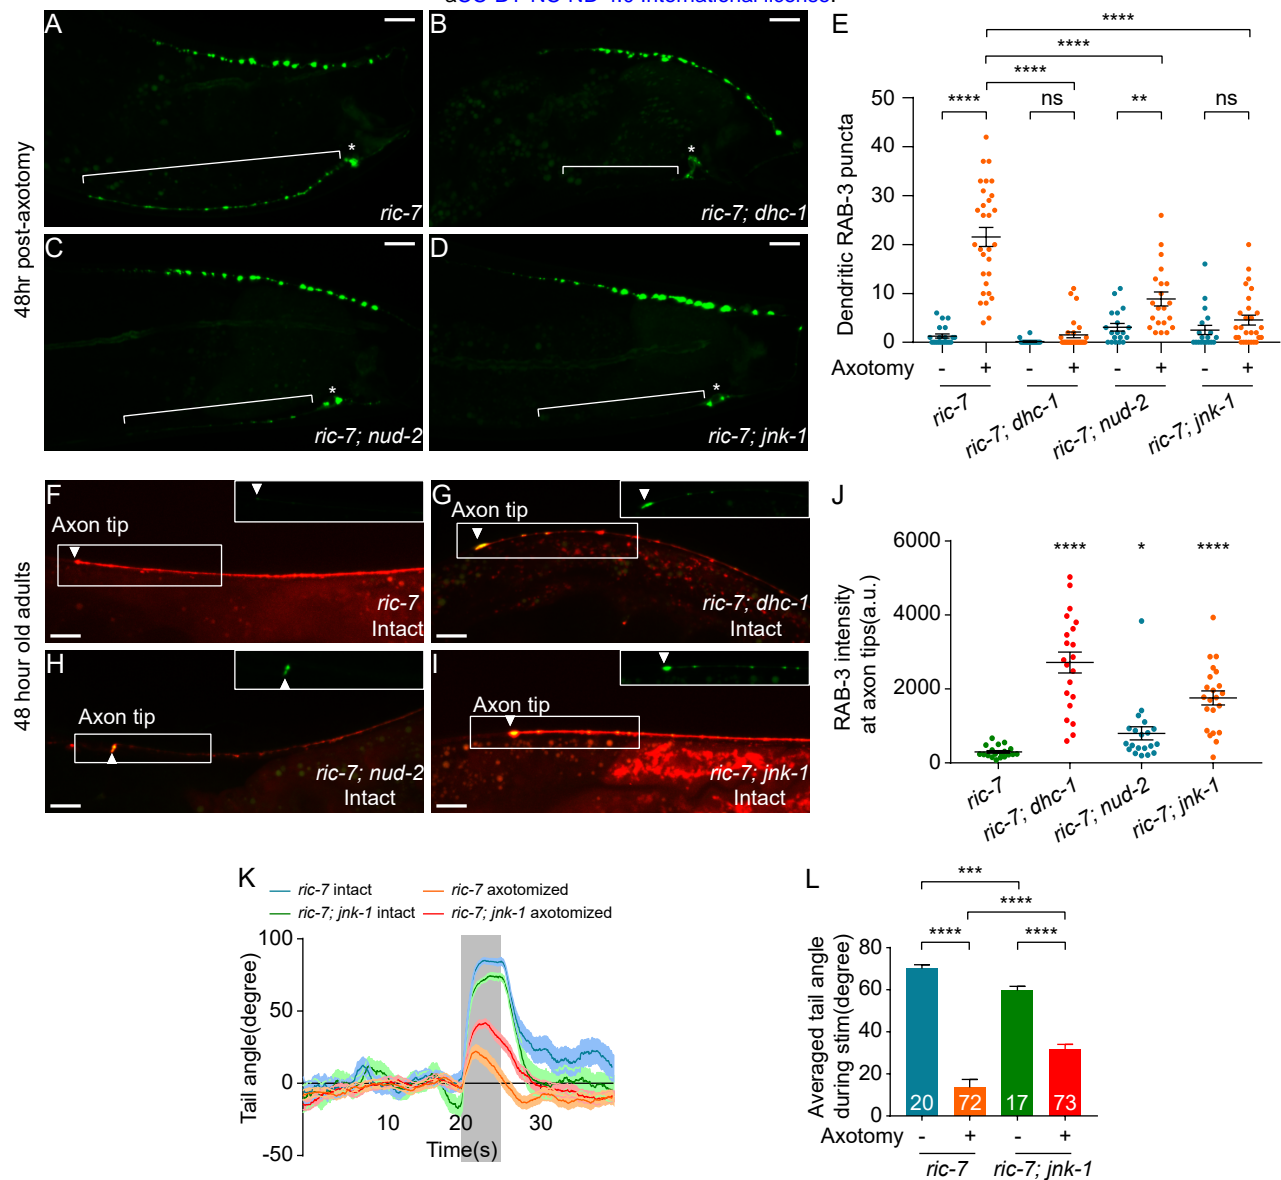 A
*
ric-7
B
*
ric-7; dhc-1
C
*
ric-7; nud-2
D
*
ric-7; jnk-1
48hr post-axotomy
E
****
****
****
****
ns
**
ns
Dendritic RAB-3 puncta
50
40
30
20
10
0
Axotomy - + - + - + - +
ric-7
ric-7; dhc-1
ric-7; nud-2
ric-7; jnk-1
48 hour old adults
F
Axon tip
ric-7
Intact
G
Axon tip
ric-7; dhc-1
Intact
H
Axon tip
ric-7; nud-2
Intact
I
Axon tip
ric-7; jnk-1
Intact
J
RAB-3 intensity
at axon tips(a.u.)
6000
4000
2000
0
**** * ****
ric-7
ric-7; dhc-1
ric-7; nud-2
ric-7; jnk-1
K
ric-7 intact
ric-7 axotomized
ric-7; jnk-1 intact
ric-7; jnk-1 axotomized
Tail angle(degree)
100
50
0
-50
10 20 30
Time(s)
L
***
****
**** ****
Averaged tail angle
during stim(degree)
80
60
40
20
0
20 72 17 73
Axotomy - + - +
ric-7 ric-7; jnk-1